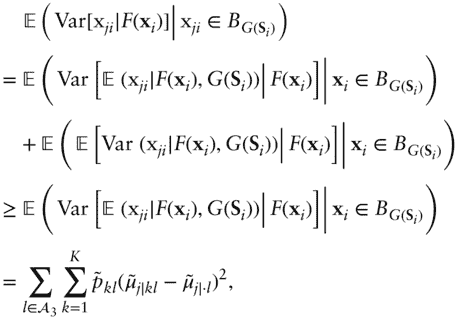 𝔼 ( Var[x_{ji}|F(𝐱_i)] | x_{ji} ∈ B_{G(𝐒_i)} )
= 𝔼 ( Var [ 𝔼 (x_{ji}|F(𝐱_i), G(𝐒_i)) | F(𝐱_i) ] | 𝐱_i ∈ B_{G(𝐒_i)} )
+ 𝔼 ( 𝔼 [ Var (x_{ji}|F(𝐱_i), G(𝐒_i)) | F(𝐱_i) ] | 𝐱_i ∈ B_{G(𝐒_i)} )
≥ 𝔼 ( Var [ 𝔼 (x_{ji}|F(𝐱_i), G(𝐒_i)) | F(𝐱_i) ] | 𝐱_i ∈ B_{G(𝐒_i)} )
= ∑_{l∈𝒜_3} ∑_{k=1}^{K} p̃_{kl}(μ̃_{j|kl} − μ̃_{j|·l})^2,